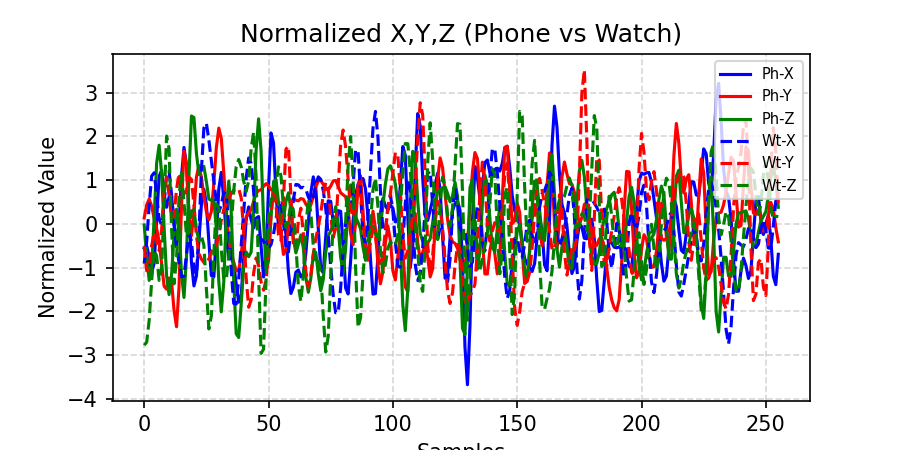 Normalized X,Y,Z (Phone vs Watch)
Normalized Value
3
2
1
0
−1
−2
−3
−4
0 50 100 150 200 250
Samples
Ph-X
Ph-Y
Ph-Z
Wt-X
Wt-Y
Wt-Z